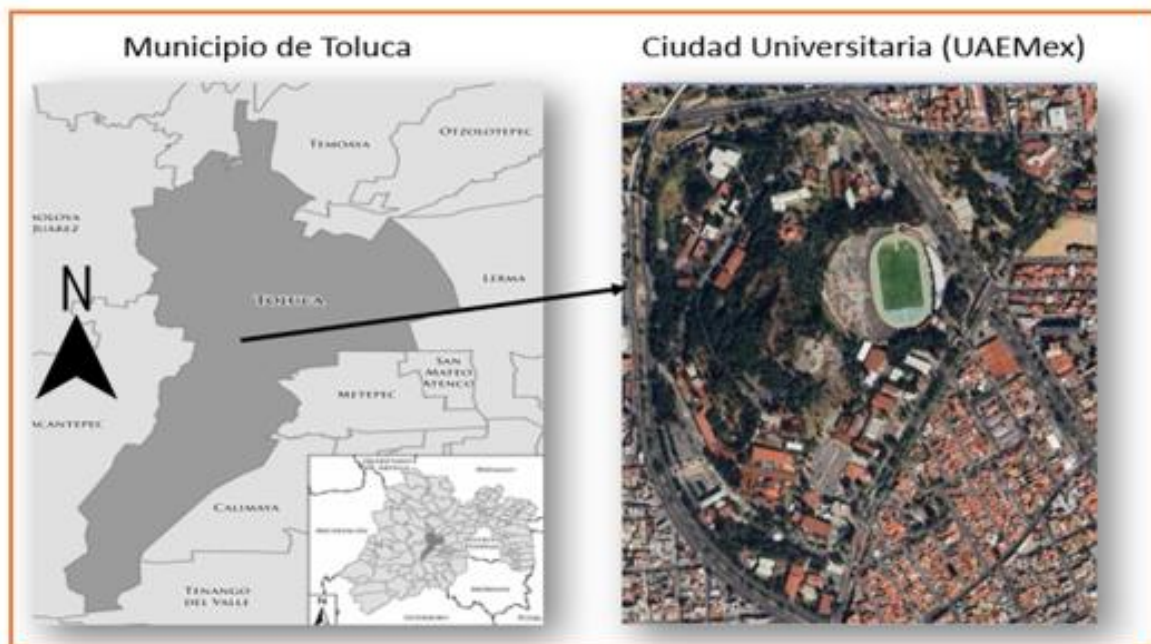 Municipio de Toluca
Ciudad Universitaria (UAEMex)
TEMOAYA
OTZOLOTEPEC
JUAREZ
N
LERMA
TOLUCA
SAN
MATEO
ATENCO
METEPEC
ACANTEPEC
CALIMAYA
TENANGO
DEL VALLE
N